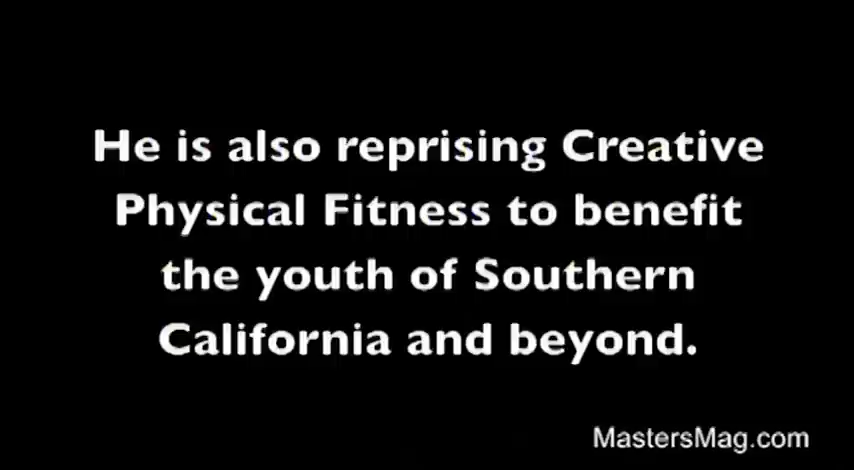 He is also reprising Creative
Physical Fitness to benefit
the youth of Southern
California and beyond.
MastersMag.com